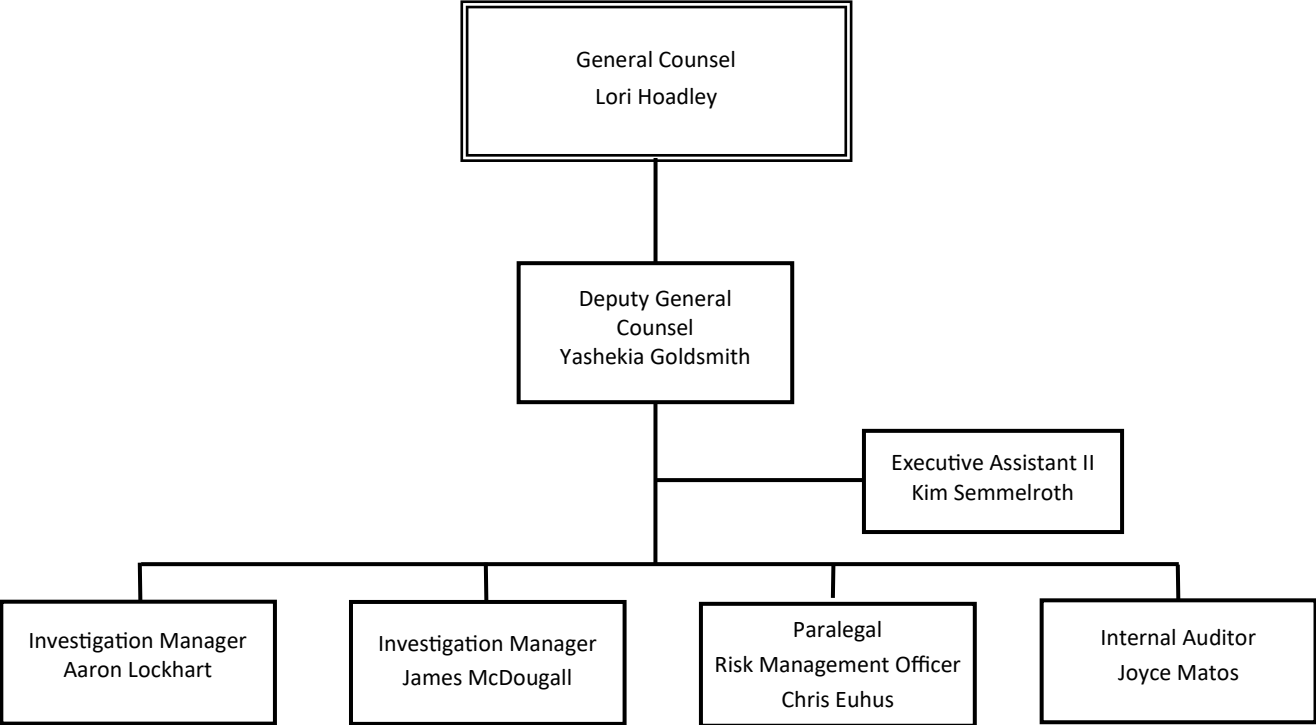 General Counsel
Lori Hoadley
Deputy General
Counsel
Yashekia Goldsmith
Executive Assistant II
Kim Semmelroth
Investigation Manager
Aaron Lockhart
Investigation Manager
James McDougall
Paralegal
Risk Management Officer
Chris Euhus
Internal Auditor
Joyce Matos